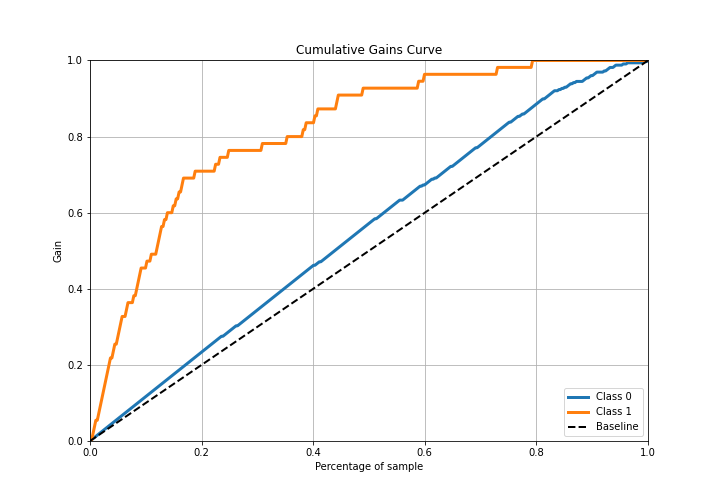 Cumulative Gains Curve
1.0
0.8
0.6
0.4
0.2
0.0
Gain
0.0 0.2 0.4 0.6 0.8 1.0
Percentage of sample
Class 0
Class 1
Baseline